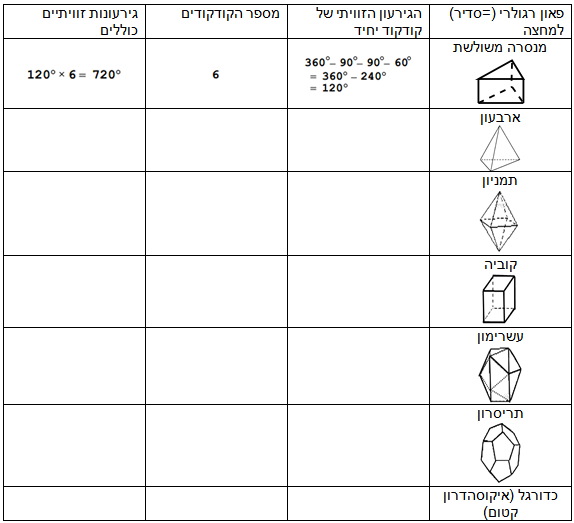 פאון רגולרי (=סדיר) למחצה
הגירעון הזוויתי של קודקוד יחיד
מספר הקודקודים
גירעונות זוויתיים כוללים
מנסרה משולשת
360°− 90°− 90°− 60°
= 360° − 240°
= 120°
6
120° × 6 = 720°
ארבעון
תמניון
קוביה
עשרימון
תריסרון
כדורגל (איקוסהדרון קטום)